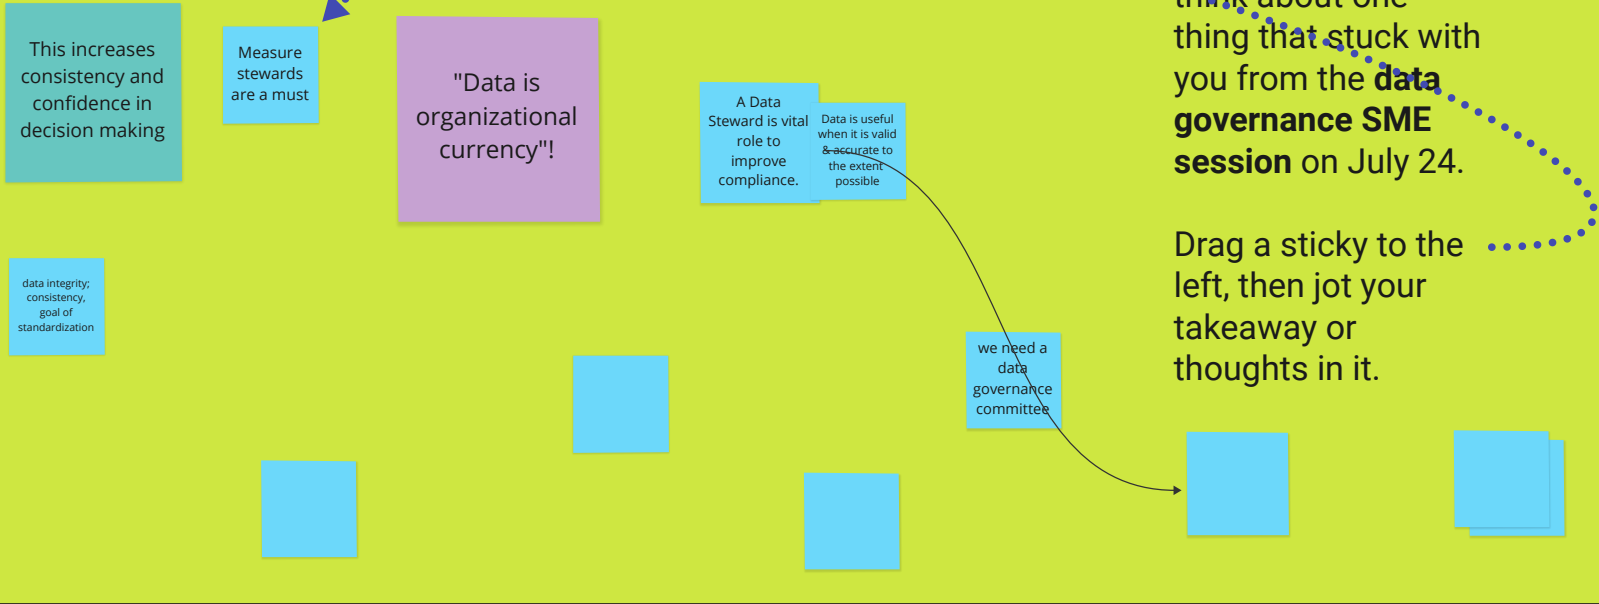 This increases
consistency and
confidence in
decision making
Measure
stewards
are a must
"Data is
organizational
currency"!
A Data
Steward is vital
role to
improve
compliance.
Data is useful
when it is valid
& accurate to
the extent
possible
think about one
thing that stuck with
you from the data
governance SME
session on July 24.
Drag a sticky to the
left, then jot your
takeaway or
thoughts in it.
data integrity;
consistency,
goal of
standardization
we need a
data
governance
committee